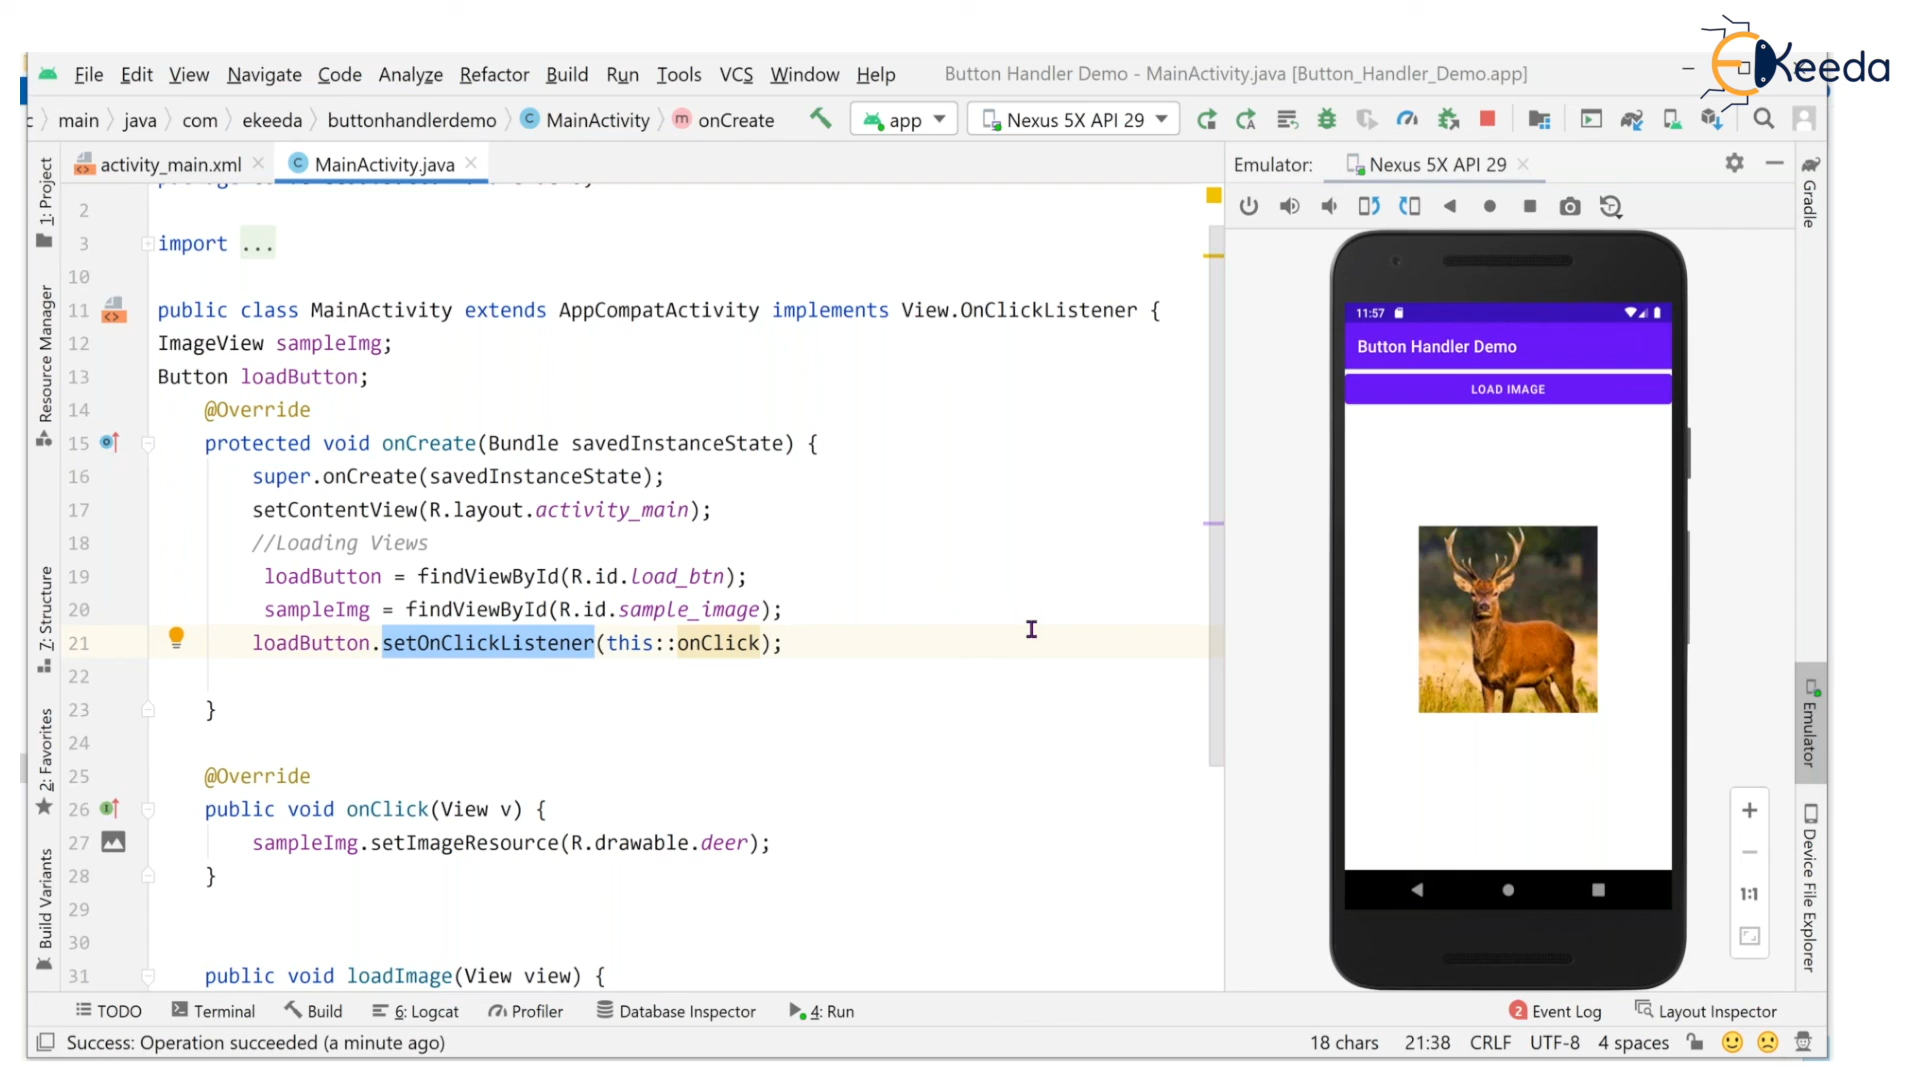 Keeda
File Edit View Navigate Code Analyze Refactor Build Run Tools VCS Window Help Button Handler Demo - MainActivity.java [Button_Handler_Demo.app]
main java com ekeeda buttonhandlerdemo MainActivity onCreate app Nexus 5X API 29
activity_main.xml MainActivity.java
Emulator: Nexus 5X API 29
1: Project
Resource Manager
7: Structure
2: Favorites
Build Variants
2
3 import ...
10
11 public class MainActivity extends AppCompatActivity implements View.OnClickListener {
12 ImageView sampleImg;
13 Button loadButton;
14 @Override
15 protected void onCreate(Bundle savedInstanceState) {
16 super.onCreate(savedInstanceState);
17 setContentView(R.layout.activity_main);
18 //Loading Views
19 loadButton = findViewById(R.id.load_btn);
20 sampleImg = findViewById(R.id.sample_image);
21 loadButton.setOnClickListener(this::onClick);
22
23 }
24
25 @Override
26 public void onClick(View v) {
27 sampleImg.setImageResource(R.drawable.deer);
28 }
29
30
31 public void loadImage(View view) {
11:57
Button Handler Demo
LOAD IMAGE
1:1
Gradle
Emulator
Device File Explorer
TODO Terminal Build 6: Logcat Profiler Database Inspector 4: Run 2 Event Log Layout Inspector
Success: Operation succeeded (a minute ago) 18 chars 21:38 CRLF UTF-8 4 spaces